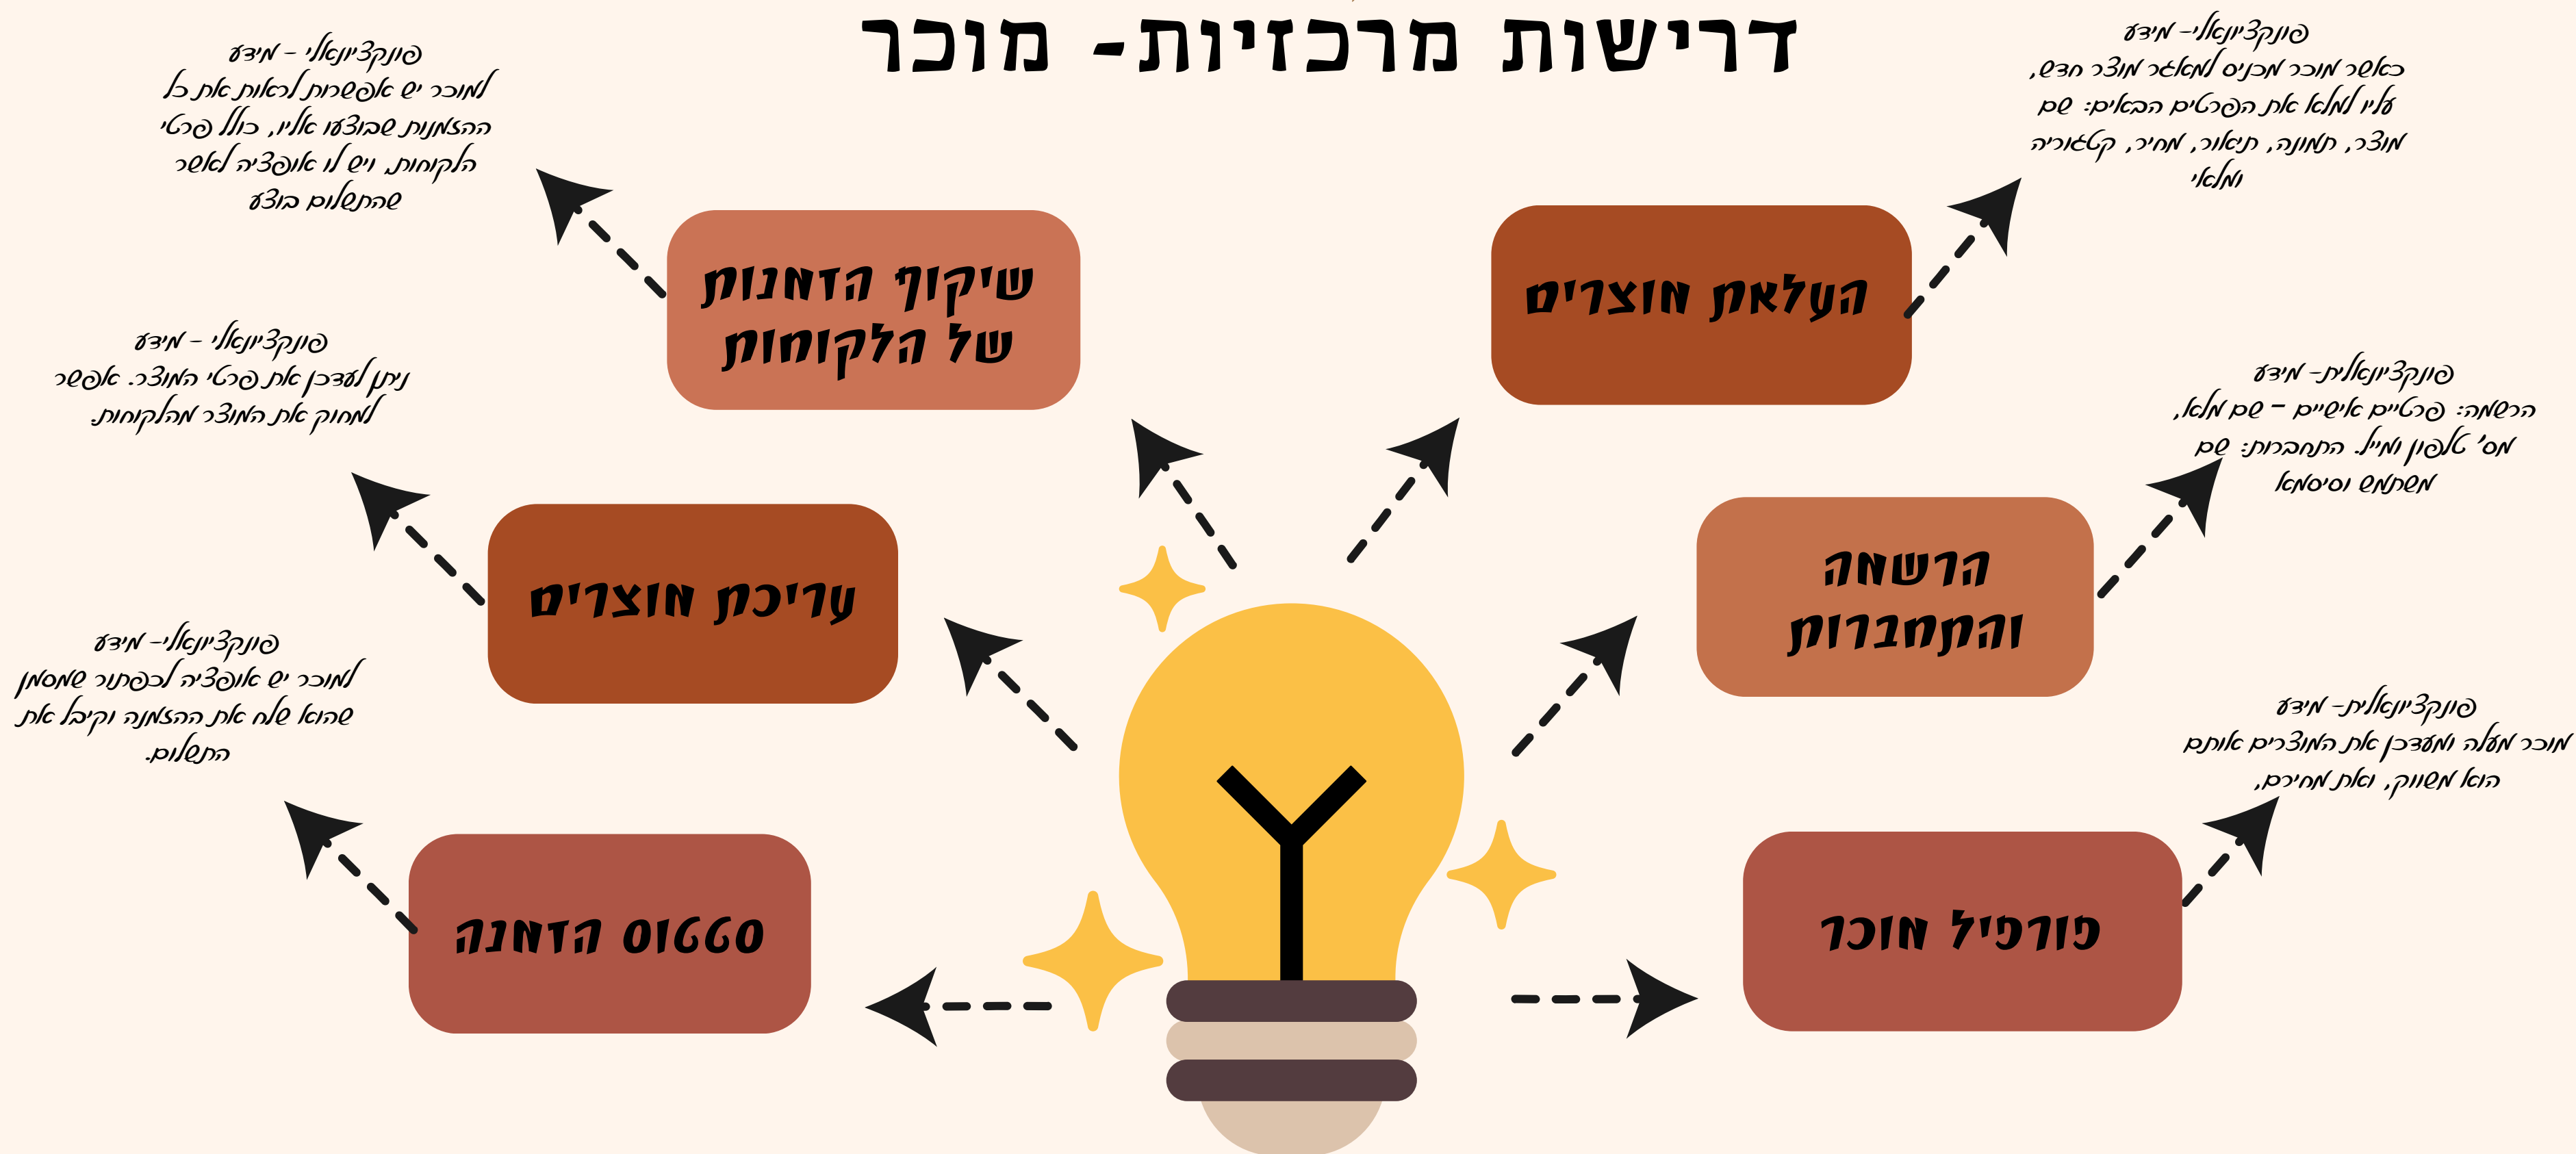 דרישות מרכזיות- מוכר
פונקציונאלי- מידע
כאשר מוכר מכניס למאגר מוצר חדש,
עליו למלא את הפרטים הבאים: שם
מוצר, תמונה, תיאור, מחיר, קטגוריה
ומלאי
העלאת מוצרים
פונקציונאלית- מידע
הרשמה: פרטיים אישיים – שם מלא,
מס' טלפון ומייל. התחברות: שם
משתמש וסיסמא
הרשמה
והתחברות
פונקציונאלית- מידע
מוכר מעלה ומעדכן את המוצרים אותם
הוא משווק, ואת מחירם,
פורפיל מוכר
פונקציונאלי - מידע
למוכר יש אפשרות לראות את כל
ההזמנות שבוצעו אליו, כולל פרטי
הלקוחות, ויש לו אופציה לאשר
שהתשלום בוצע
שיקוף הזמנות
של הלקוחות
פונקציונאלי - מידע
ניתן לעדכן את פרטי המוצר. אפשר
למחוק את המוצר מהלקוחות.
עריכת מוצרים
פונקציונאלי- מידע
למוכר יש אופציה לכפתור שמסמן
שהוא שלח את ההזמנה וקיבל את
התשלום.
סטטוס הזמנה